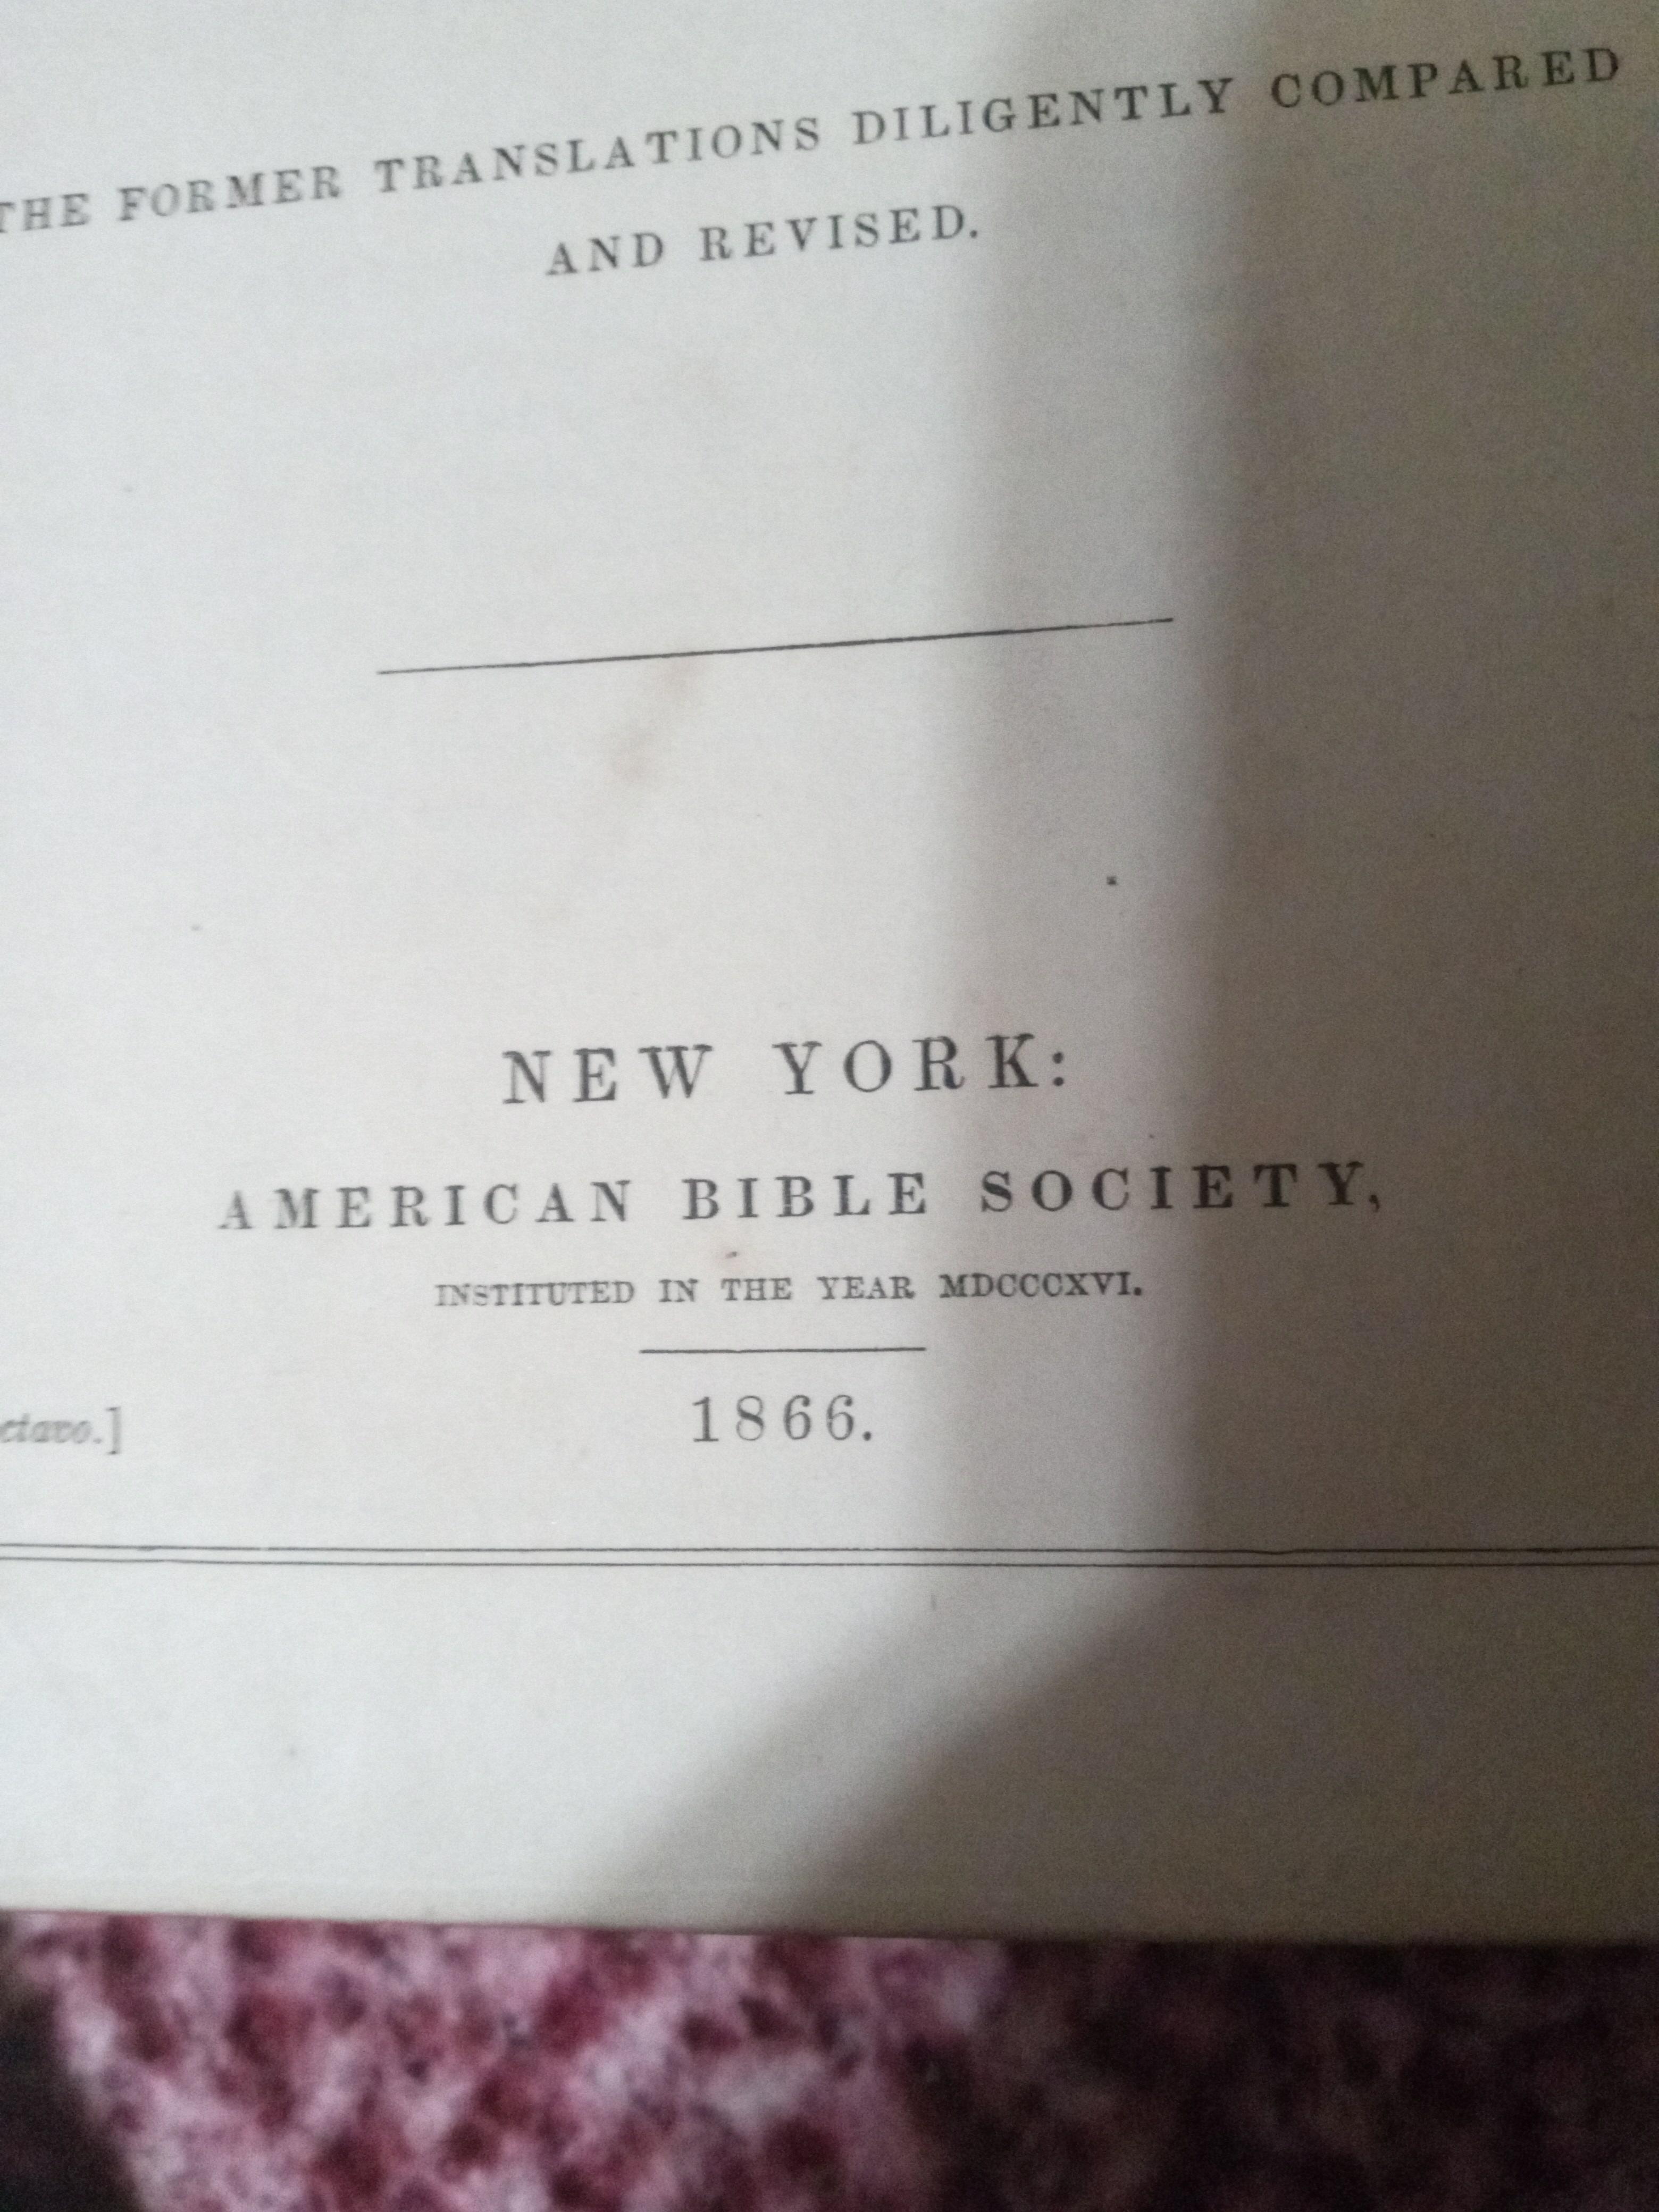 THE FORMER TRANSLATIONS DILIGENTLY COMPARED
AND REVISED.
NEW YORK:
AMERICAN BIBLE SOCIETY,
INSTITUTED IN THE YEAR MDCCCXVI.
ctavo.]
1866.